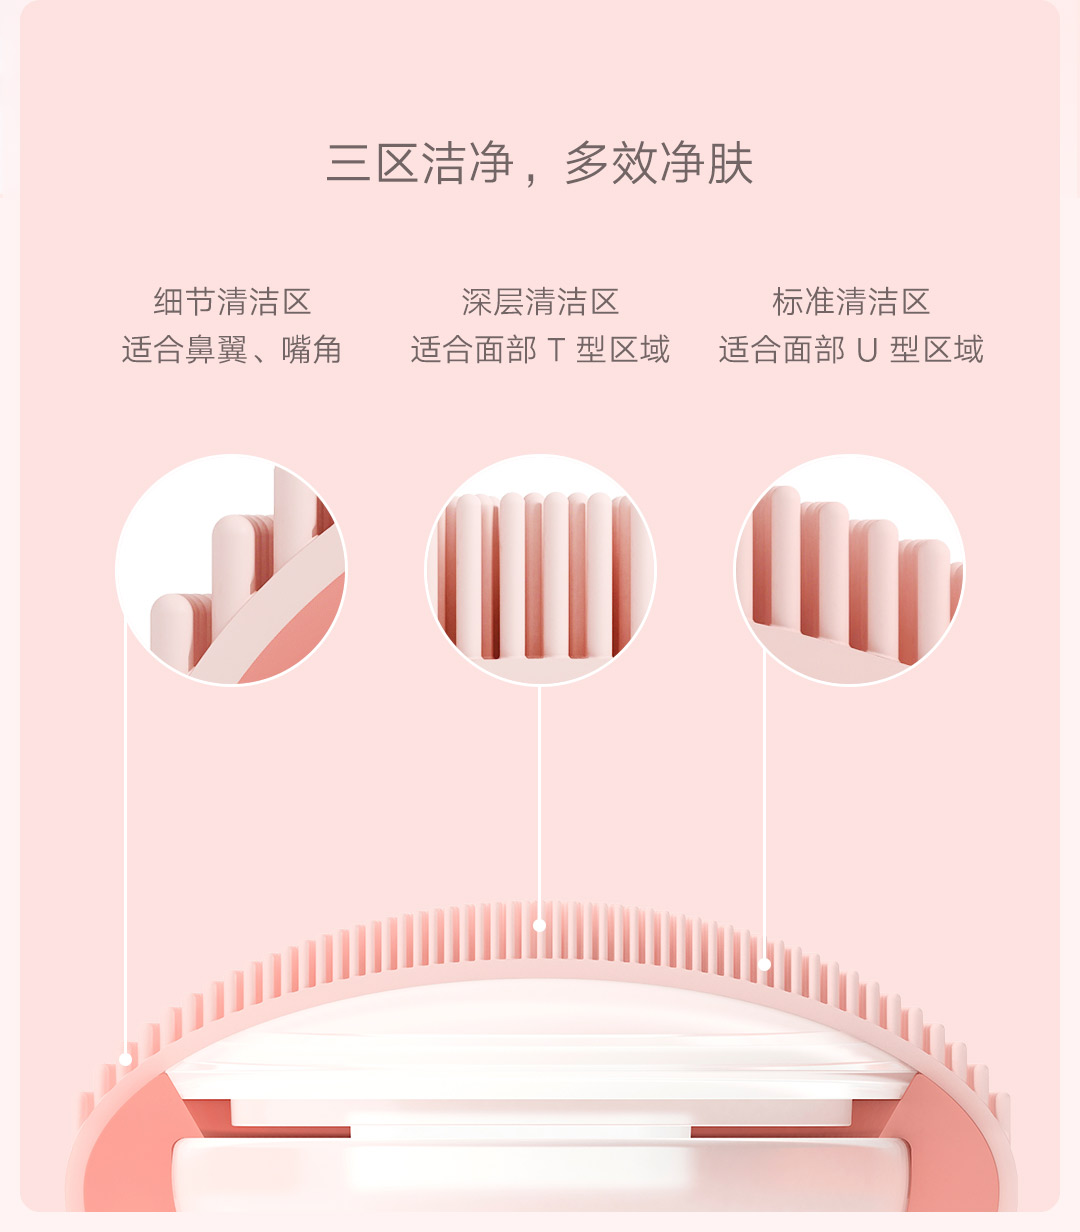 三区洁净，多效净肤
细节清洁区
适合鼻翼、嘴角
深层清洁区
适合面部 T 型区域
标准清洁区
适合面部 U 型区域